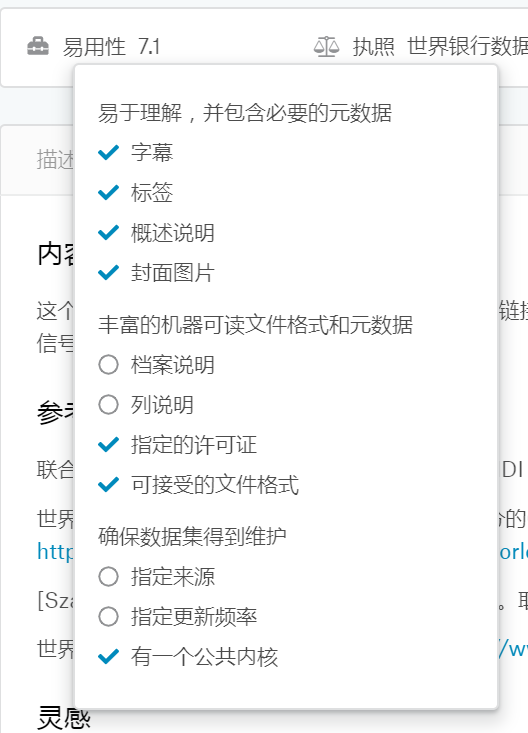 易用性 7.1
执照 世界银行数据
易于理解，并包含必要的元数据
字幕
描述
标签
概述说明
内容
封面图片
这个
链接
丰富的机器可读文件格式和元数据
信号
档案说明
参考
列说明
指定的许可证
联合
DI
可接受的文件格式
世界
份的
确保数据集得到维护
http
orld
指定来源
[Sza
。联
指定更新频率
世界
/ww
有一个公共内核
灵感